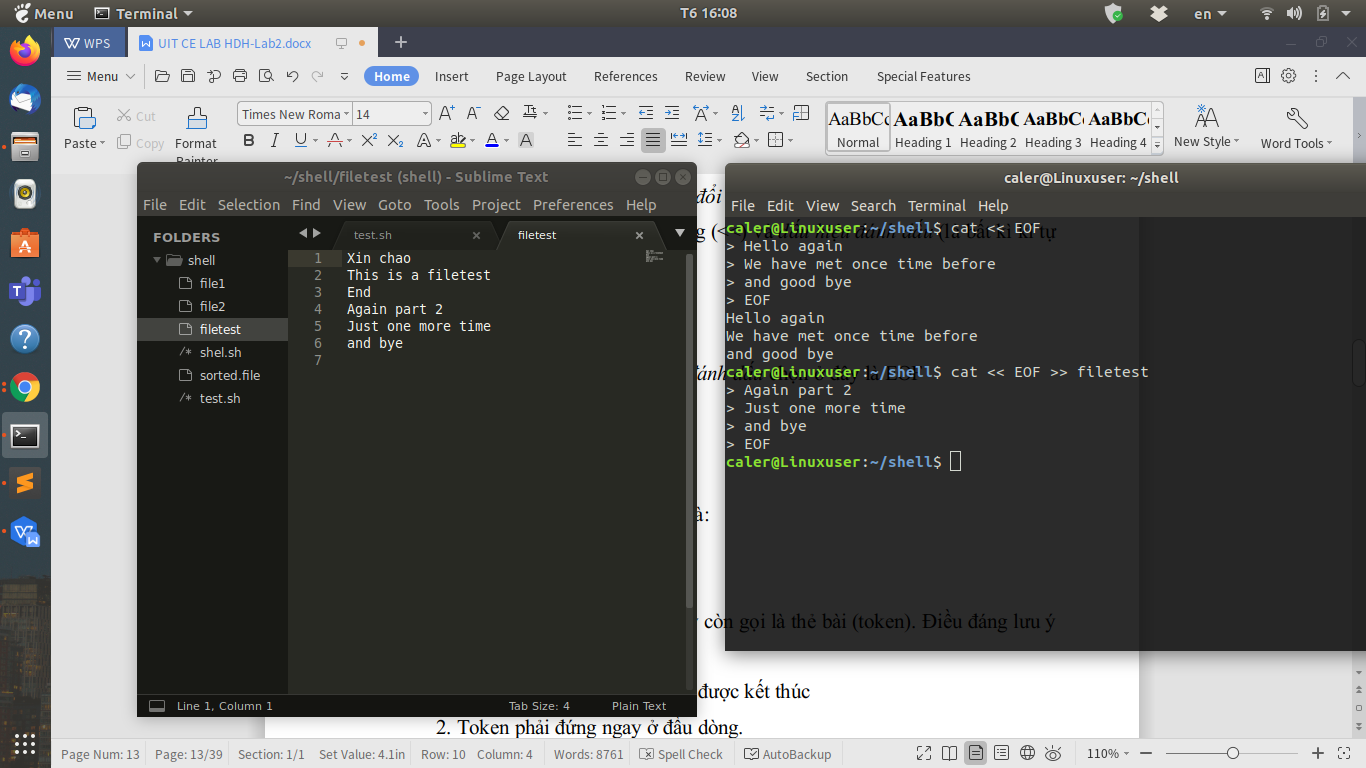 Menu Terminal T6 16:08 en
WPS UIT CE LAB HDH-Lab2.docx
Menu Home Insert Page Layout References Review View Section Special Features
Paste Cut Copy Format Painter
Times New Roma 14
AaBbCc AaBbC AaBbC AaBbC AaBbC
Normal Heading 1 Heading 2 Heading 3 Heading 4
New Style Word Tools
~/shell/filetest (shell) - Sublime Text
File Edit Selection Find View Goto Tools Project Preferences Help
FOLDERS
shell
file1
file2
filetest
shel.sh
sorted.file
test.sh
test.sh filetest
1 Xin chao
2 This is a filetest
3 End
4 Again part 2
5 Just one more time
6 and bye
7
Line 1, Column 1 Tab Size: 4 Plain Text
caler@Linuxuser: ~/shell
File Edit View Search Terminal Help
caler@Linuxuser:~/shell$ cat << EOF
> Hello again
> We have met once time before
> and good bye
> EOF
Hello again
We have met once time before
and good bye
caler@Linuxuser:~/shell$ cat << EOF >> filetest
> Again part 2
> Just one more time
> and bye
> EOF
caler@Linuxuser:~/shell$
đổi
à:
còn gọi là thẻ bài (token). Điều đáng lưu ý
được kết thúc
2. Token phải đứng ngay ở đầu dòng.
Page Num: 13 Page: 13/39 Section: 1/1 Set Value: 4.1in Row: 10 Column: 4 Words: 8761 Spell Check AutoBackup 110%